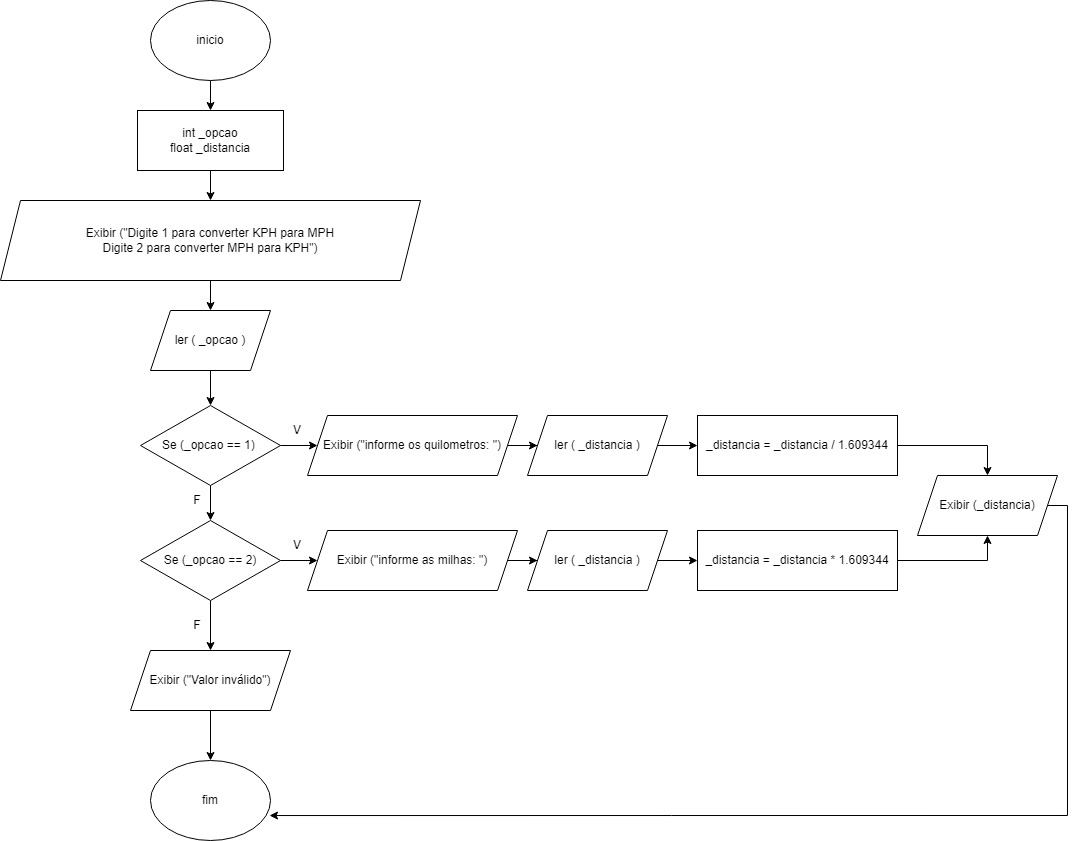 inicio
int _opcao
float _distancia
Exibir ("Digite 1 para converter KPH para MPH
Digite 2 para converter MPH para KPH")
ler ( _opcao )
Se (_opcao == 1)
V
Exibir ("informe os quilometros: ")
ler ( _distancia )
_distancia = _distancia / 1.609344
Exibir (_distancia)
F
Se (_opcao == 2)
V
Exibir ("informe as milhas: ")
ler ( _distancia )
_distancia = _distancia * 1.609344
F
Exibir ("Valor inválido")
fim